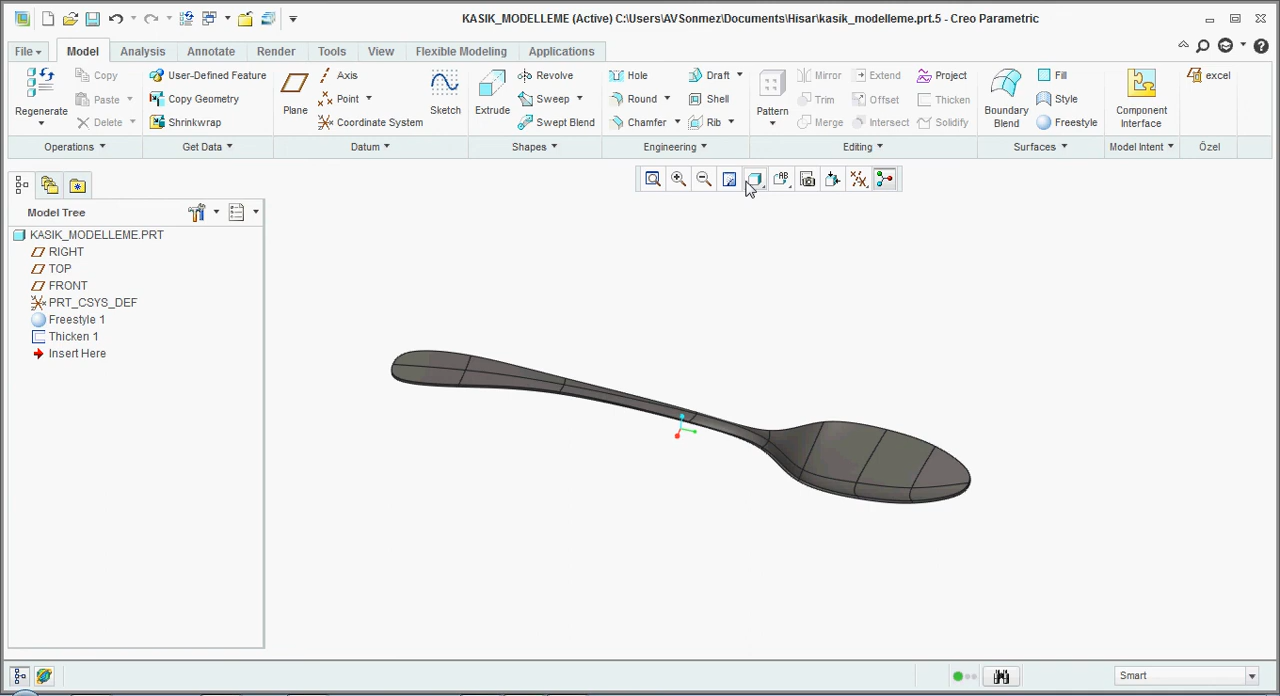 KASIK_MODELLEME (Active) C:\Users\AVSonmez\Documents\Hisar\kasik_modelleme.prt.5 - Creo Parametric
File Model Analysis Annotate Render Tools View Flexible Modeling Applications
Regenerate
Copy
Paste
Delete
Operations
User-Defined Feature
Copy Geometry
Shrinkwrap
Get Data
Plane
Axis
Point
Coordinate System
Sketch
Datum
Extrude
Revolve
Sweep
Swept Blend
Shapes
Hole
Round
Chamfer
Draft
Shell
Rib
Engineering
Pattern
Mirror
Trim
Merge
Extend
Offset
Intersect
Project
Thicken
Solidify
Editing
Boundary
Blend
Fill
Style
Freestyle
Surfaces
Component
Interface
Model Intent
excel
Özel
Model Tree
KASIK_MODELLEME.PRT
RIGHT
TOP
FRONT
PRT_CSYS_DEF
Freestyle 1
Thicken 1
Insert Here
Smart